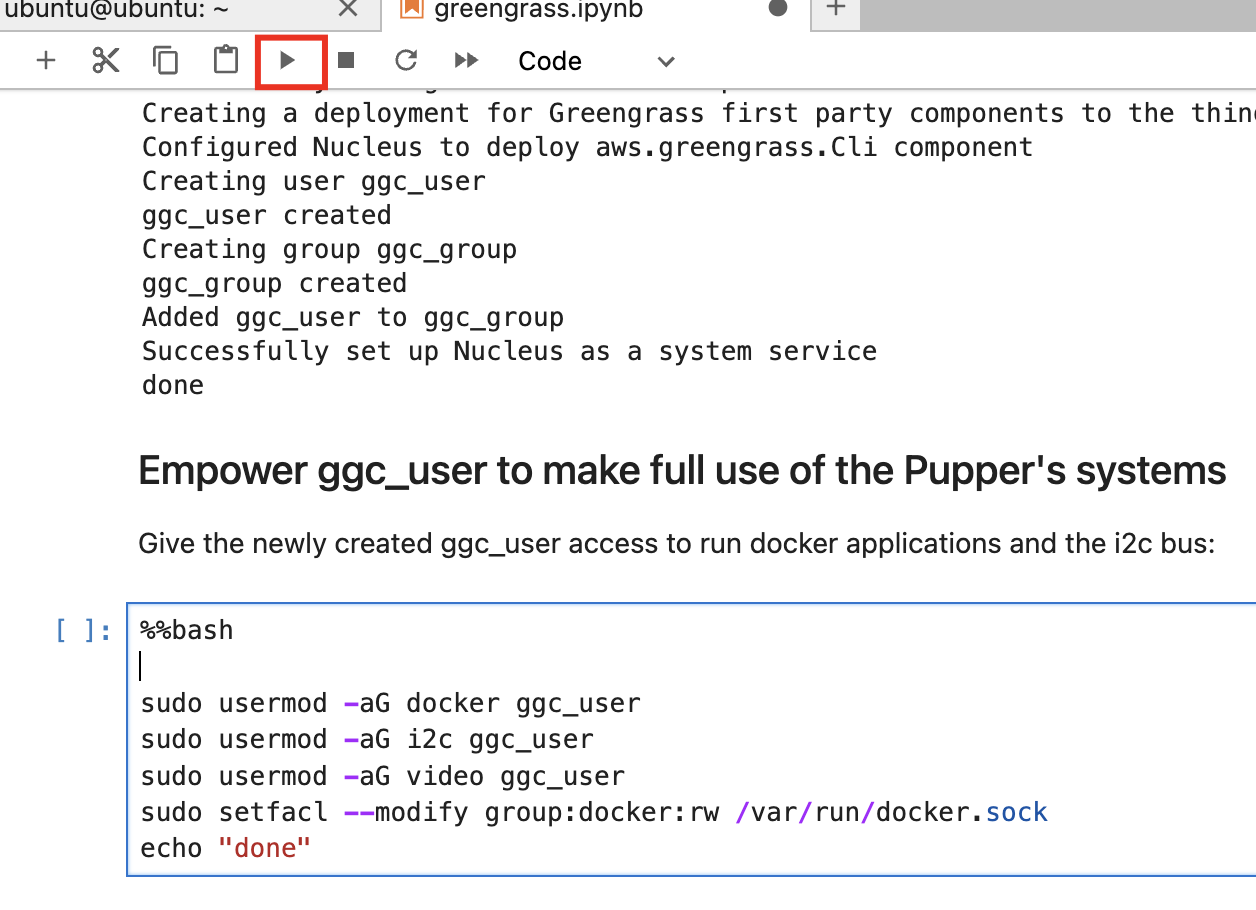 ubuntu@ubuntu: ~
greengrass.ipynb
Code
Creating a deployment for Greengrass first party components to the
Configured Nucleus to deploy aws.greengrass.Cli component
Creating user ggc_user
ggc_user created
Creating group ggc_group
ggc_group created
Added ggc_user to ggc_group
Successfully set up Nucleus as a system service
done
Empower ggc_user to make full use of the Pupper's systems
Give the newly created ggc_user access to run docker applications and the i2c bus:
[ ]:
%%bash
sudo usermod -aG docker ggc_user
sudo usermod -aG i2c ggc_user
sudo usermod -aG video ggc_user
sudo setfacl --modify group:docker:rw /var/run/docker.sock
echo "done"